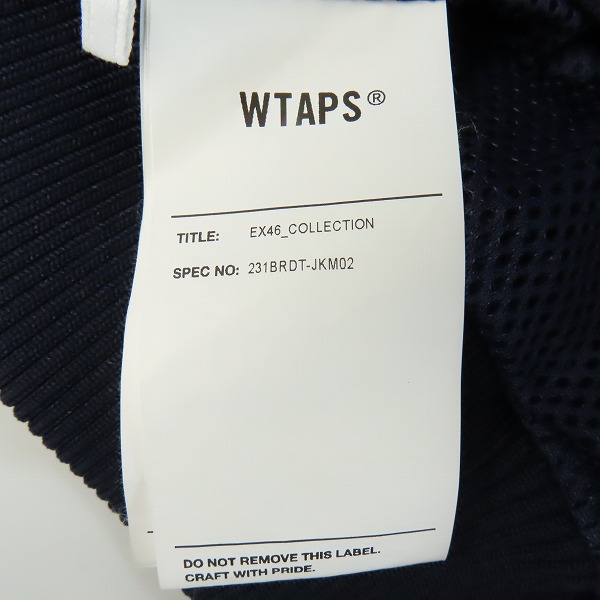 WTAPS®
TITLE: EX46_COLLECTION
SPEC NO: 231BRDT-JKM02
DO NOT REMOVE THIS LABEL.
CRAFT WITH PRIDE.